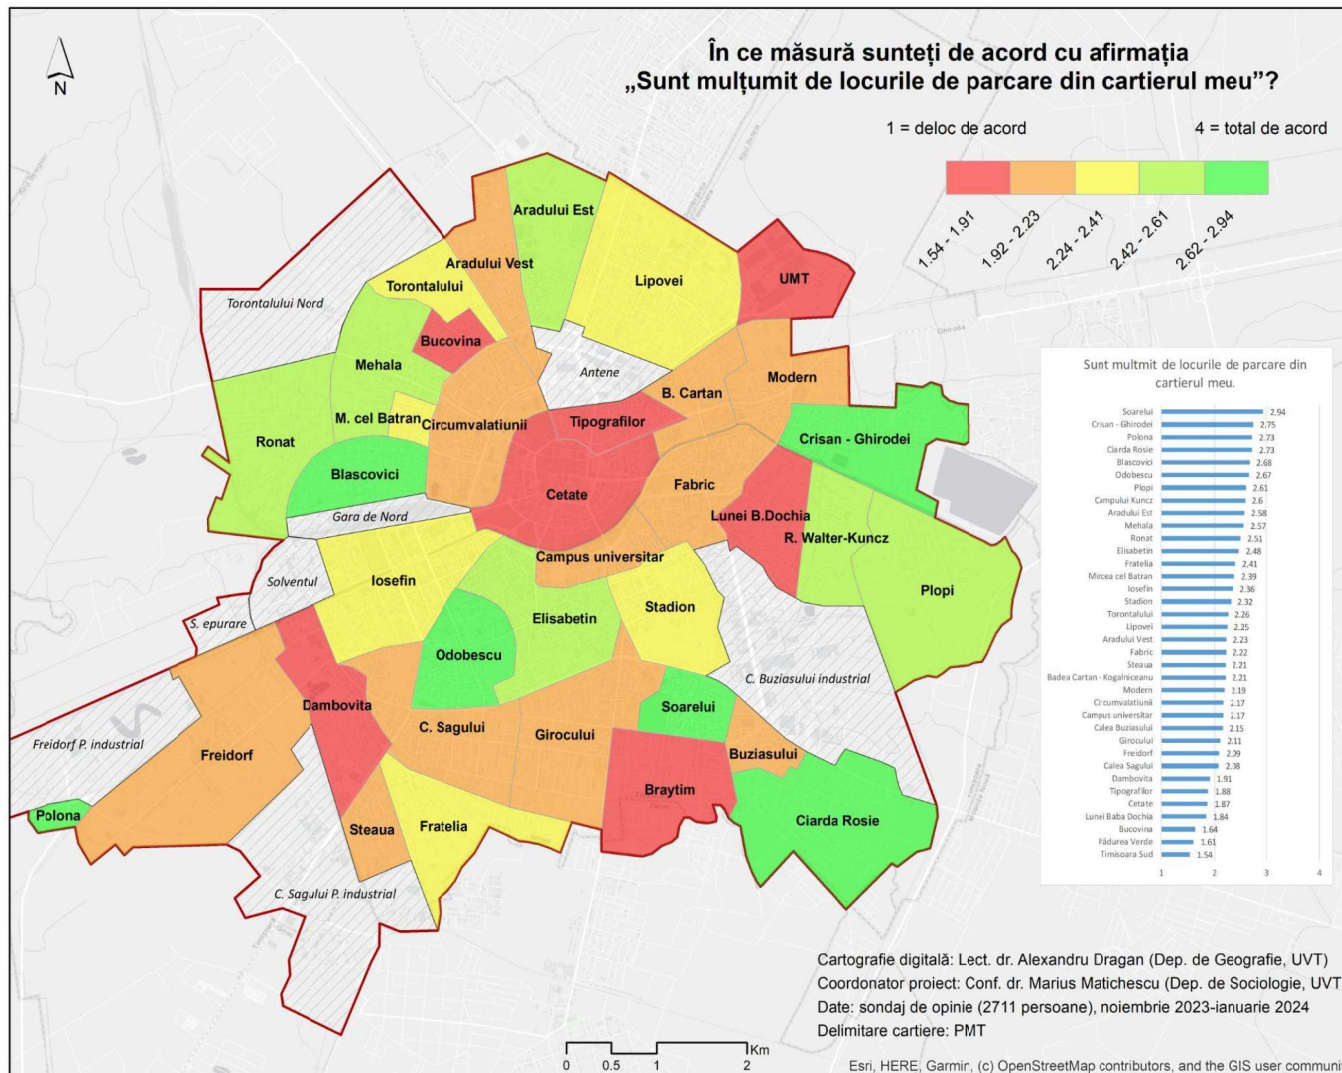 În ce măsură sunteți de acord cu afirmația
„Sunt mulțumit de locurile de parcare din cartierul meu”?
1 = deloc de acord
4 = total de acord
1.54 - 1.91
1.92 - 2.23
2.24 - 2.41
2.42 - 2.61
2.62 - 2.94
N
Aradului Est
Aradului Vest
Lipovei
UMT
Torontalului
Torontalului Nord
Bucovina
Mehala
Antene
Modern
B. Cartan
M. cel Batran
Circumvalatiunii
Tipografilor
Crisan - Ghirodei
Ronat
Blascovici
Cetate
Fabric
Gara de Nord
Lunei B.Dochia
R. Walter-Kuncz
Campus universitar
Solventul
Iosefin
Plopi
Stadion
Elisabetin
S. epurare
Odobescu
C. Buziasului industrial
Dambovita
Soarelui
C. Sagului
Girocului
Freidorf P. industrial
Freidorf
Buziasului
Braytim
Polona
Steaua
Fratelia
Ciarda Rosie
C. Sagului P. industrial
Sunt multmit de locurile de parcare din
cartierul meu.
Soarelui 2.94
Crisan - Ghirodei 2.75
Polona 2.73
Ciarda Rosie 2.73
Blascovici 2.68
Odobescu 2.67
Plopi 2.61
Campului Kuncz 2.6
Aradului Est 2.58
Mehala 2.57
Ronat 2.51
Elisabetin 2.48
Fratelia 2.41
Mircea cel Batran 2.39
Iosefin 2.36
Stadion 2.32
Torontalului 2.26
Lipovei 2.25
Aradului Vest 2.23
Fabric 2.22
Steaua 2.21
Badea Cartan - Kogalniceanu 2.21
Modern 2.19
Circumvalatiunii 2.17
Campus universitar 2.17
Calea Buziasului 2.15
Girocului 2.11
Freidorf 2.09
Calea Sagului 2.08
Dambovita 1.91
Tipografilor 1.88
Cetate 1.87
Lunei Baba Dochia 1.84
Bucovina 1.64
Pădurea Verde 1.61
Timisoara Sud 1.54
1 2 3 4
Cartografie digitală: Lect. dr. Alexandru Dragan (Dep. de Geografie, UVT)
Coordonator proiect: Conf. dr. Marius Matichescu (Dep. de Sociologie, UVT
Date: sondaj de opinie (2711 persoane), noiembrie 2023-ianuarie 2024
Delimitare cartiere: PMT
Km
0 0.5 1 2
Esri, HERE, Garmin, (c) OpenStreetMap contributors, and the GIS user communi